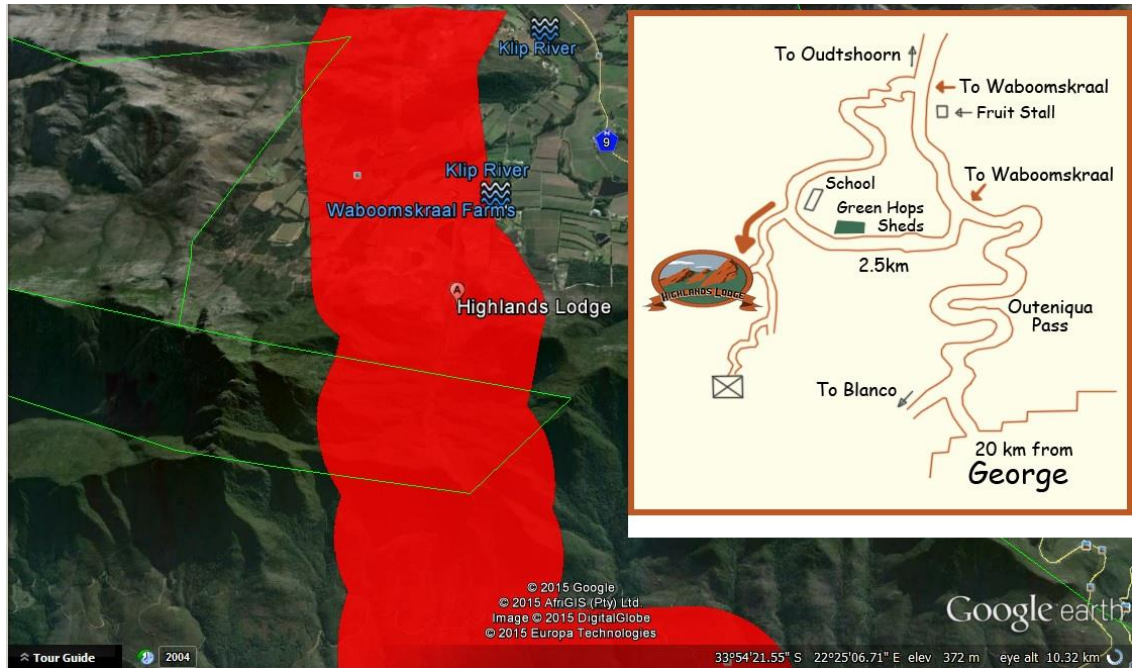 Klip River
N
9
Klip River
Waboomskraal Farm's
A
Highlands Lodge
To Oudtshoorn
To Waboomskraal
Fruit Stall
To Waboomskraal
School
Green Hops
Sheds
2.5km
HIGHLANDS LODGE
Outeniqua
Pass
To Blanco
20 km from
George
© 2015 Google
© 2015 AfriGIS (Pty) Ltd.
Image © 2015 DigitalGlobe
© 2015 Europa Technologies
Google earth
Tour Guide
2004
33°54'21.55" S 22°25'06.71" E elev 372 m eye alt 10.32 km